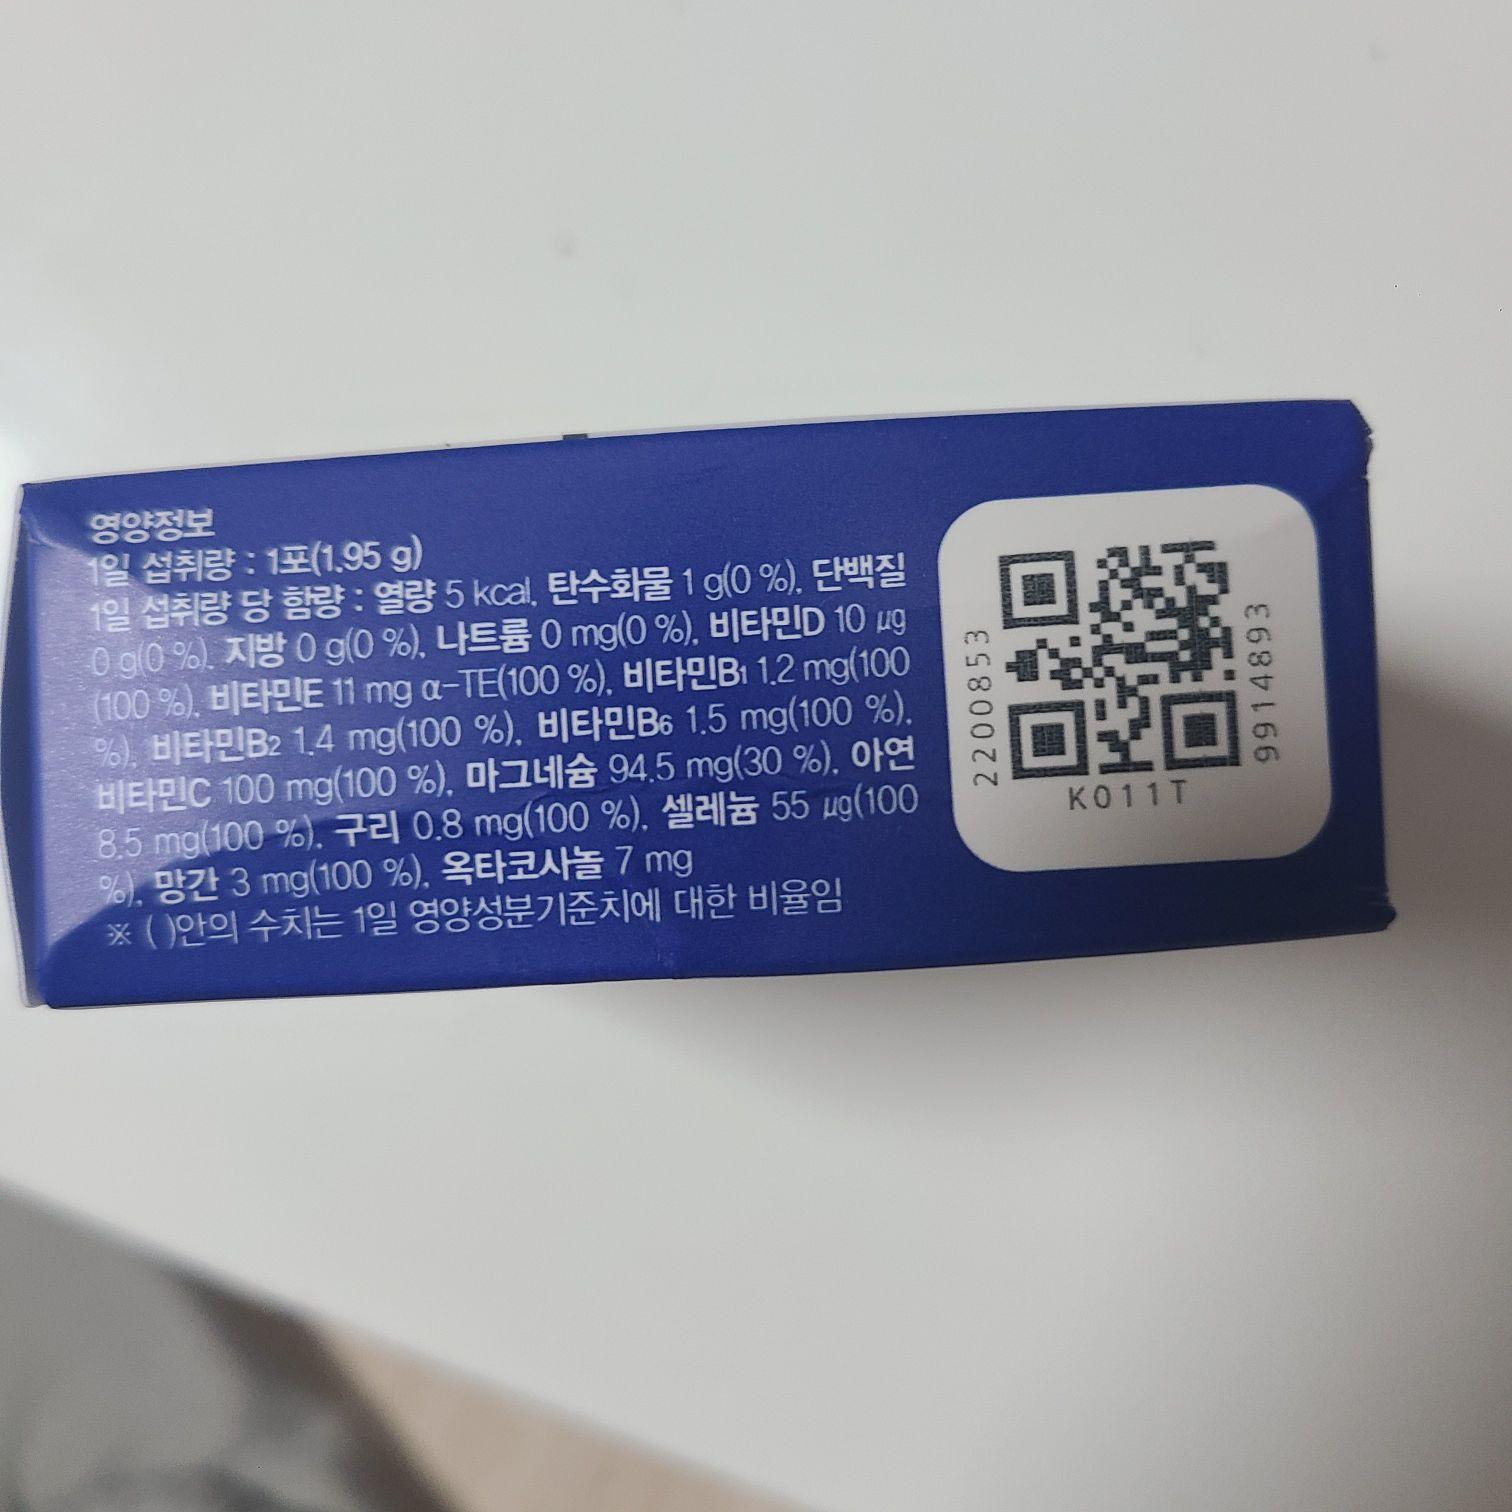 영양정보
1일 섭취량 : 1포(1.95 g)
1일 섭취량 당 함량 : 열량 5 kcal, 탄수화물 1 g(0 %), 단백질
0 g(0 %), 지방 0 g(0 %), 나트륨 0 mg(0 %), 비타민D 10 µg
(100 %), 비타민E 11 mg α-TE(100 %), 비타민B1 1.2 mg(100
%), 비타민B2 1.4 mg(100 %), 비타민B6 1.5 mg(100 %),
비타민C 100 mg(100 %), 마그네슘 94.5 mg(30 %), 아연
8.5 mg(100 %), 구리 0.8 mg(100 %), 셀레늄 55 µg(100
%), 망간 3 mg(100 %), 옥타코사놀 7 mg
※ ( )안의 수치는 1일 영양성분기준치에 대한 비율임
2200853
9914893
K011T